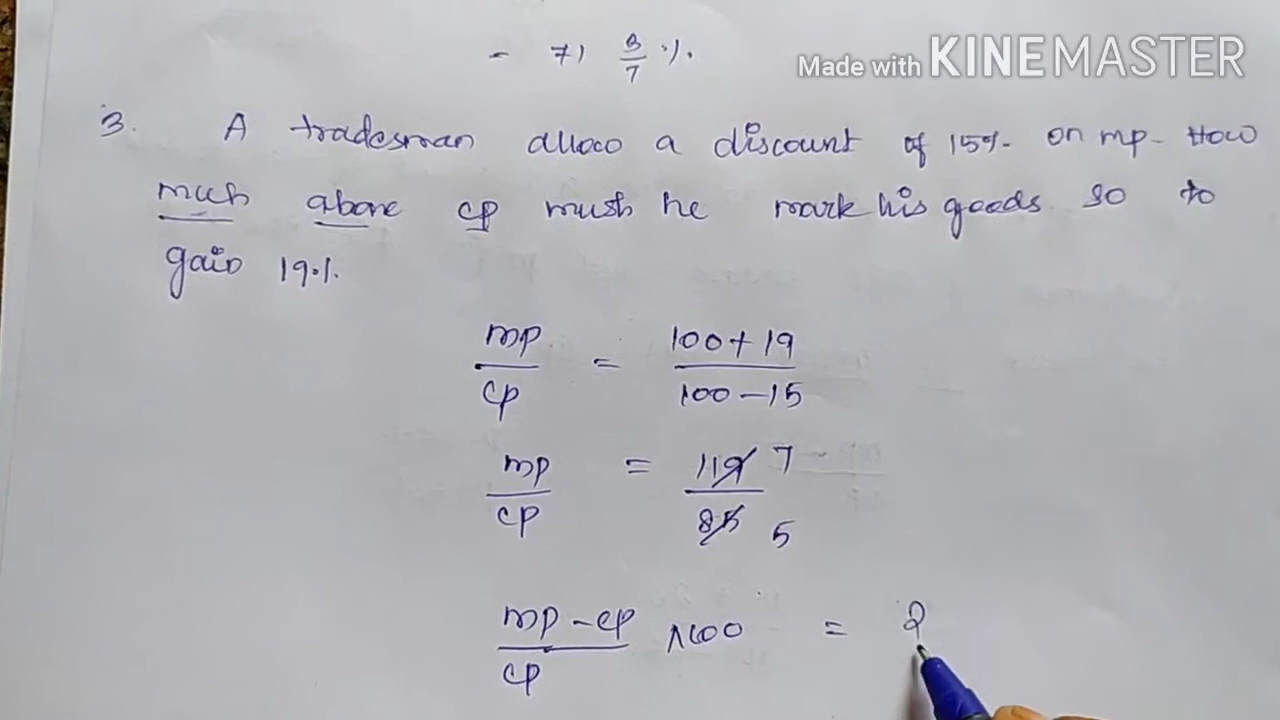 = 71 3/7 %.
Made with KINEMASTER
3. A tradesman allow a discount of 15% on mp. How
much above cp must he mark his goods so to
gain 19%.
mp/cp = 100+19/100-15
mp/cp = 119/85 7/5
mp-cp/cp ×100 = 2